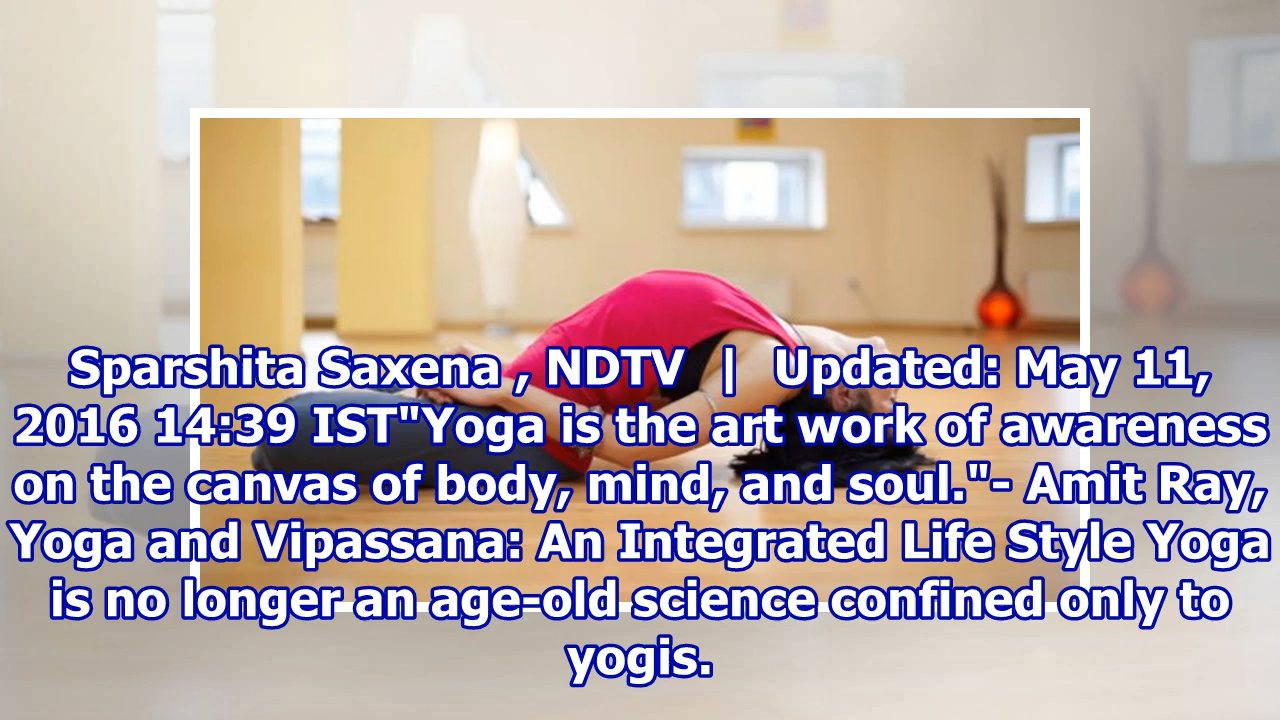 Sparshita Saxena , NDTV  |  Updated: May 11,
2016 14:39 IST"Yoga is the art work of awareness
on the canvas of body, mind, and soul."- Amit Ray,
Yoga and Vipassana: An Integrated Life Style Yoga
is no longer an age-old science confined only to
yogis.